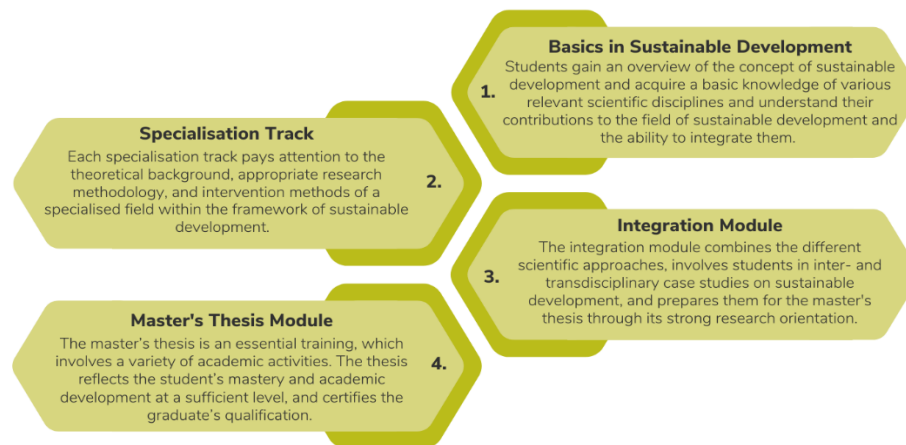 Basics in Sustainable Development
Students gain an overview of the concept of sustainable
development and acquire a basic knowledge of various
relevant scientific disciplines and understand their
contributions to the field of sustainable development and
the ability to integrate them.
1.
Specialisation Track
Each specialisation track pays attention to the
theoretical background, appropriate research
methodology, and intervention methods of a
specialised field within the framework of sustainable
development.
2.
Integration Module
The integration module combines the different
scientific approaches, involves students in inter- and
transdisciplinary case studies on sustainable
development, and prepares them for the master's
thesis through its strong research orientation.
3.
Master's Thesis Module
The master’s thesis is an essential training, which
involves a variety of academic activities. The thesis
reflects the student’s mastery and academic
development at a sufficient level, and certifies the
graduate’s qualification.
4.